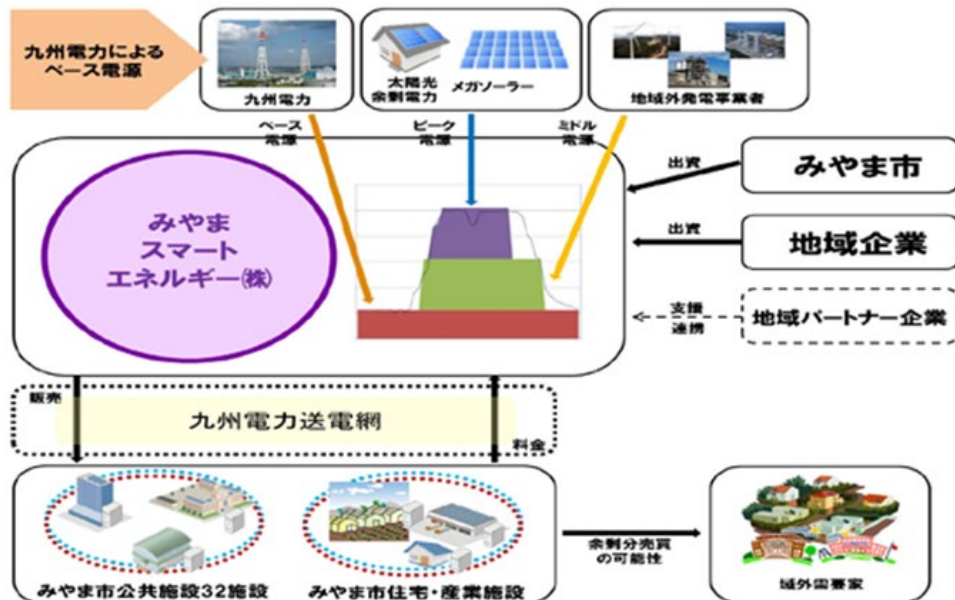 九州電力による
ベース電源
九州電力
太陽光
余剰電力
メガソーラー
地域外発電事業者
ベース
電源
ピーク
電源
ミドル
電源
みやま
スマート
エネルギー㈱
出資
みやま市
出資
地域企業
支援
連携
地域パートナー企業
販売
九州電力送電網
料金
みやま市公共施設32施設
みやま市住宅・産業施設
余剰分売買
の可能性
域外需要家